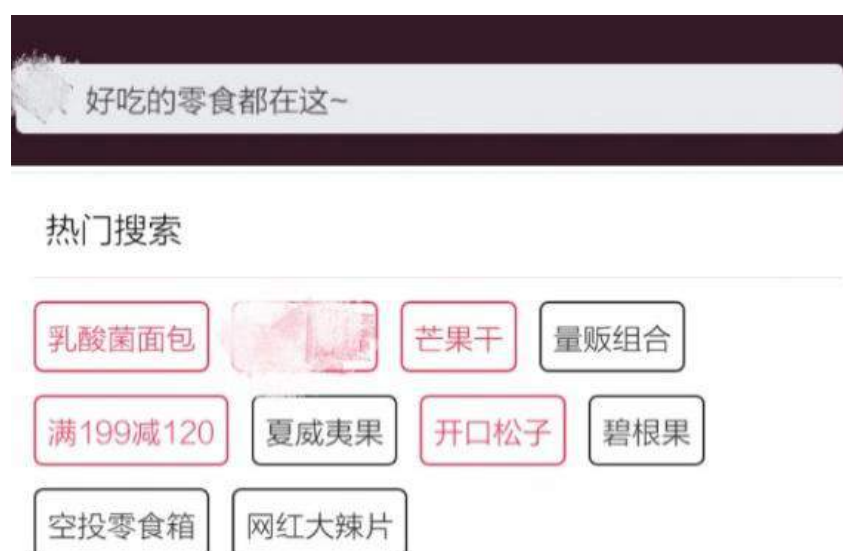 好吃的零食都在这~
热门搜索
乳酸菌面包 芒果干 量贩组合
满199减120 夏威夷果 开口松子 碧根果
空投零食箱 网红大辣片